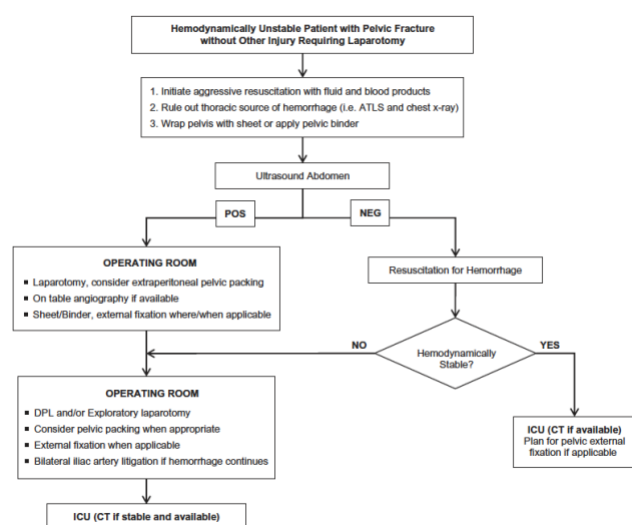 Hemodynamically Unstable Patient with Pelvic Fracture
without Other Injury Requiring Laparotomy
1. Initiate aggressive resuscitation with fluid and blood products
2. Rule out thoracic source of hemorrhage (i.e. ATLS and chest x-ray)
3. Wrap pelvis with sheet or apply pelvic binder
Ultrasound Abdomen
POS
NEG
OPERATING ROOM
▪ Laparotomy, consider extraperitoneal pelvic packing
▪ On table angiography if available
▪ Sheet/Binder, external fixation where/when applicable
Resuscitation for Hemorrhage
NO
Hemodynamically
Stable?
YES
OPERATING ROOM
▪ DPL and/or Exploratory laparotomy
▪ Consider pelvic packing when appropriate
▪ External fixation when applicable
▪ Bilateral iliac artery litigation if hemorrhage continues
ICU (CT if available)
Plan for pelvic external
fixation if applicable
ICU (CT if stable and available)